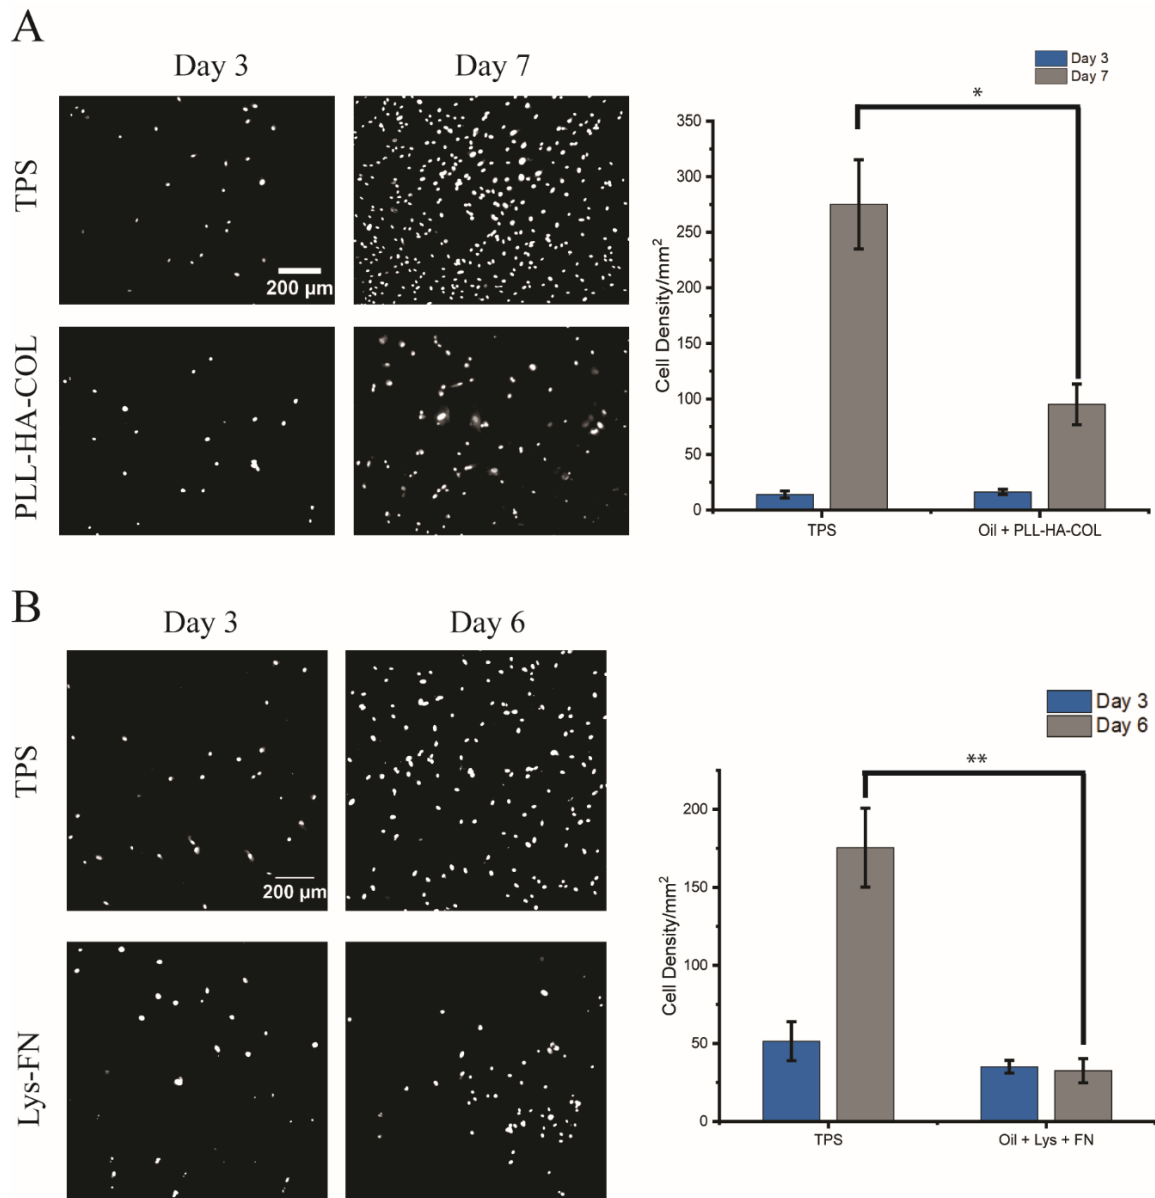 A
Day 3
Day 7
TPS
200 µm
PLL-HA-COL
Day 3
Day 7
*
Cell Density/mm²
350
300
250
200
150
100
50
0
TPS
Oil + PLL-HA-COL
B
Day 3
Day 6
TPS
200 µm
Lys-FN
Day 3
Day 6
**
Cell Density/mm²
200
150
100
50
0
TPS
Oil + Lys + FN